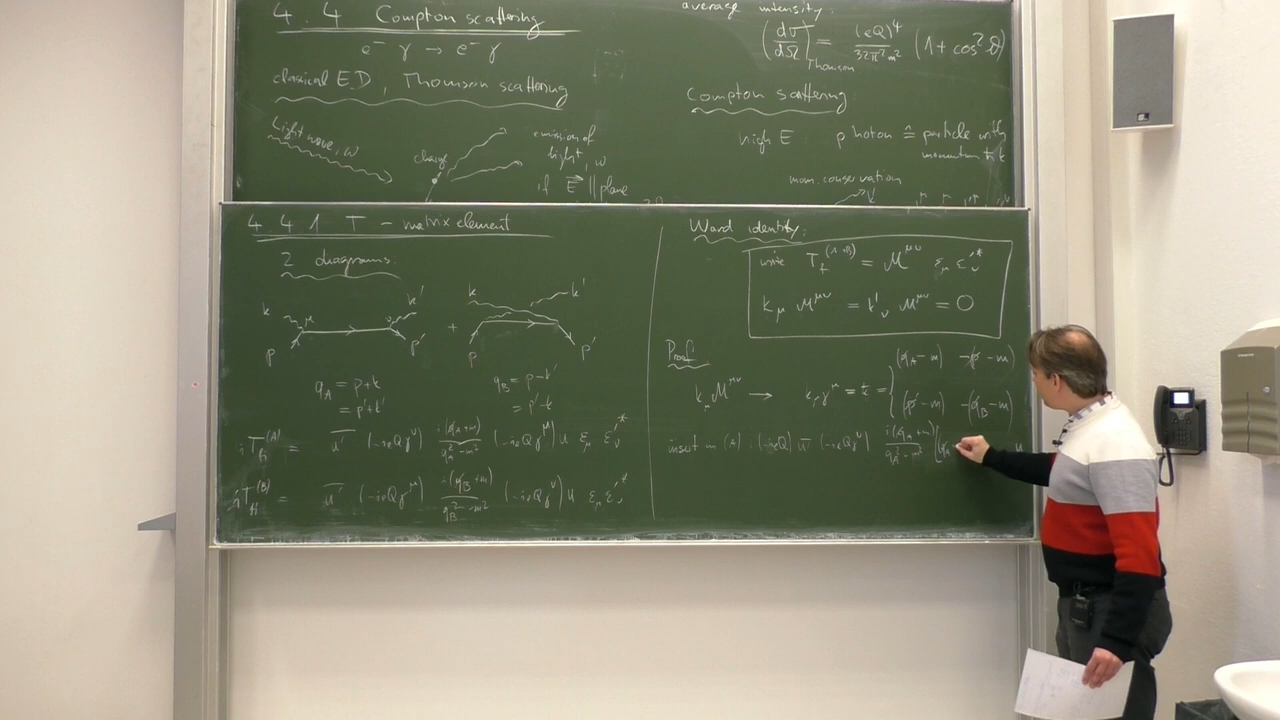 4.4 Compton scattering
e⁻ γ → e⁻ γ
classical ED, Thomson scattering
Light wave, ω
charge
emission of
light, ω
if E⃗ || plane
average intensity:
(dσ/dΩ)_Thomson = (eQ)⁴/32π²m² (1 + cos²ϑ)
Compton scattering
high E: photon ≙ particle with
momentum ħk
mom. conservation
4.4.1 T - matrix element
2 diagrams:
k μ ν k'
p p'
+
k k'
p p'
q_A = p+k
= p'+k'
q_B = p-k'
= p'-k
iT_fi^(A) = ū' (-ieQγ^ν) i(q̸_A+m)/(q_A²-m²) (-ieQγ^μ) u ε_μ ε'_ν*
iT_fi^(B) = ū' (-ieQγ^μ) i(q̸_B+m)/(q_B²-m²) (-ieQγ^ν) u ε_μ ε'_ν*
Ward identity:
write T_f^(A+B) = M^μν ε_μ ε'_ν*
k_μ M^μν = k'_ν M^μν = 0
Proof
k_μ M^μν → k_μ γ^μ = k̸ = { (q̸_A - m) - (p̸ - m)
(p̸' - m) - (q̸_B - m)
insert in (A): (-ieQ) ū' (-ieQγ^ν) i(q̸_A+m)/(q_A²-m²) [(q̸_A u